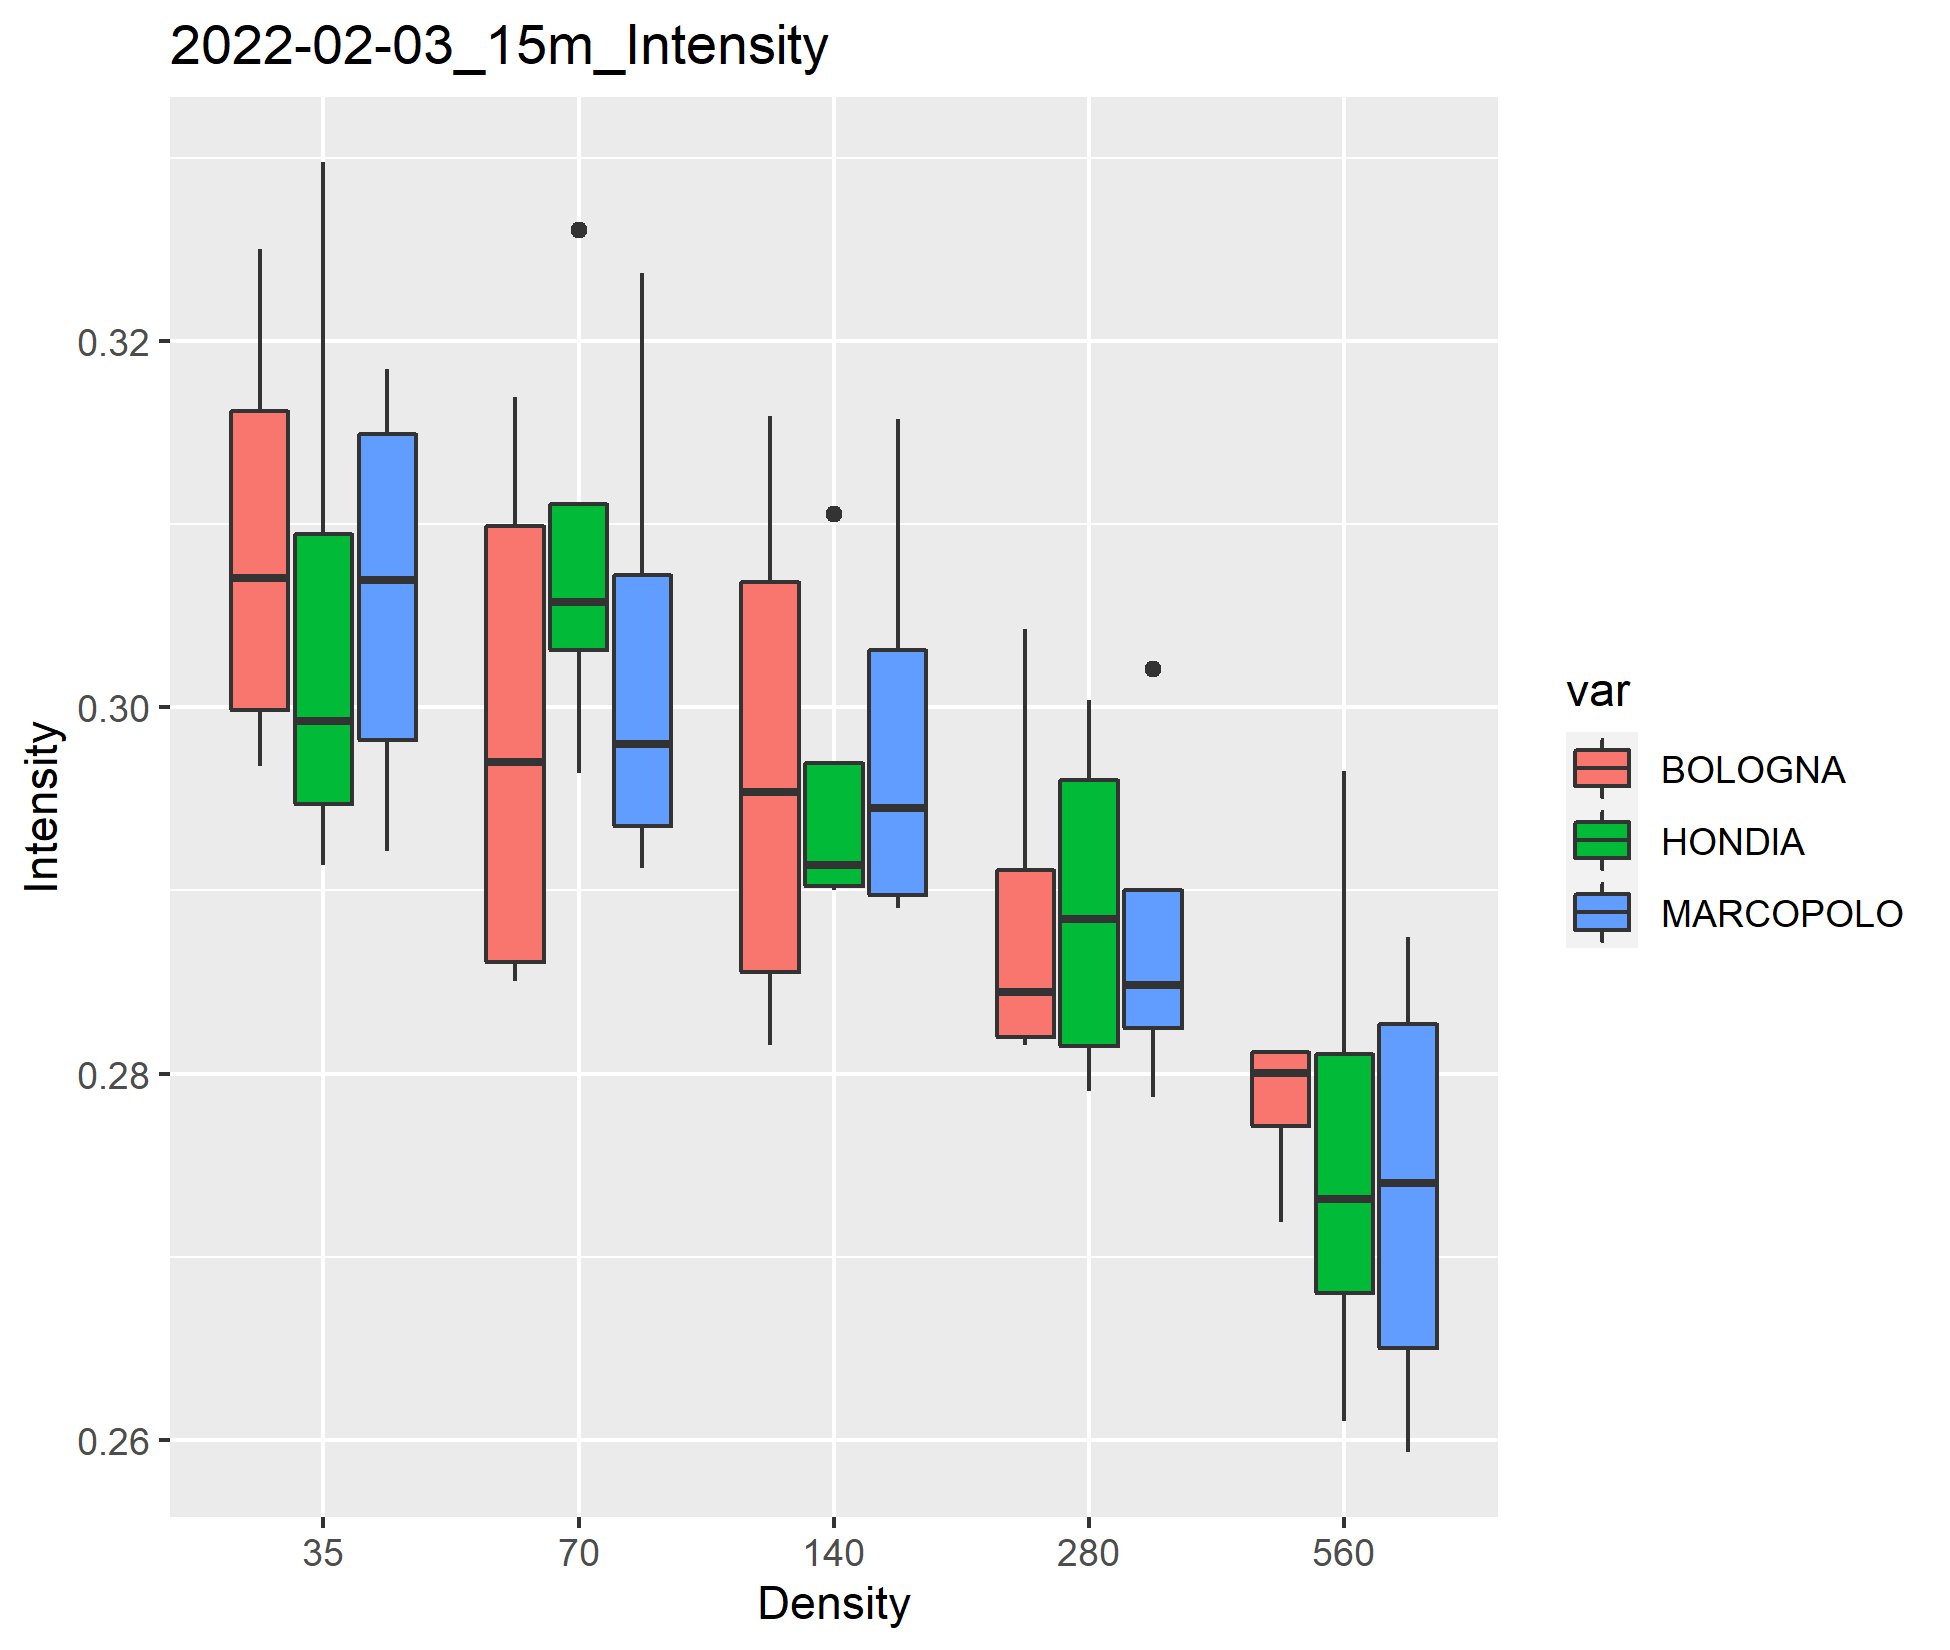 2022-02-03_15m_Intensity
Intensity
0.32
0.30
0.28
0.26
35 70 140 280 560
Density
var
BOLOGNA
HONDIA
MARCOPOLO